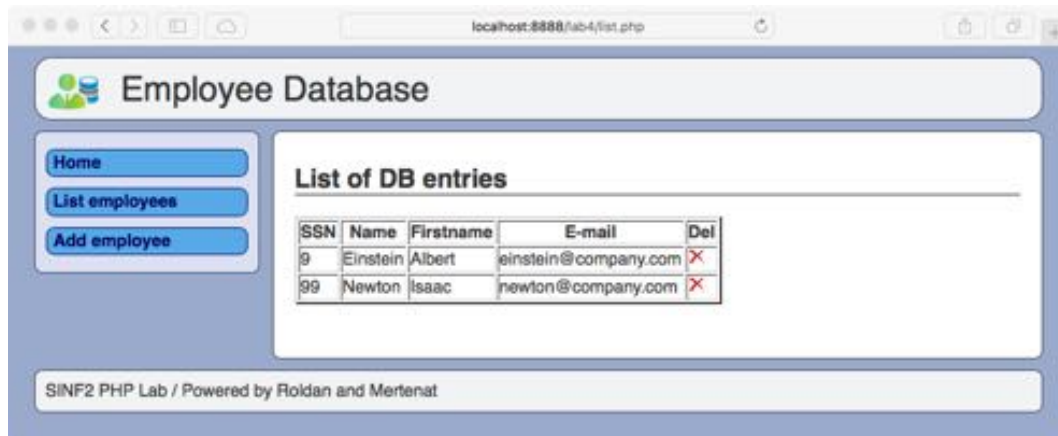 localhost:8888/lab4/list.php
Employee Database
Home
List employees
Add employee
List of DB entries
SSN Name Firstname E-mail Del
9 Einstein Albert einstein@company.com
99 Newton Isaac newton@company.com
SINF2 PHP Lab / Powered by Roldan and Mertenat